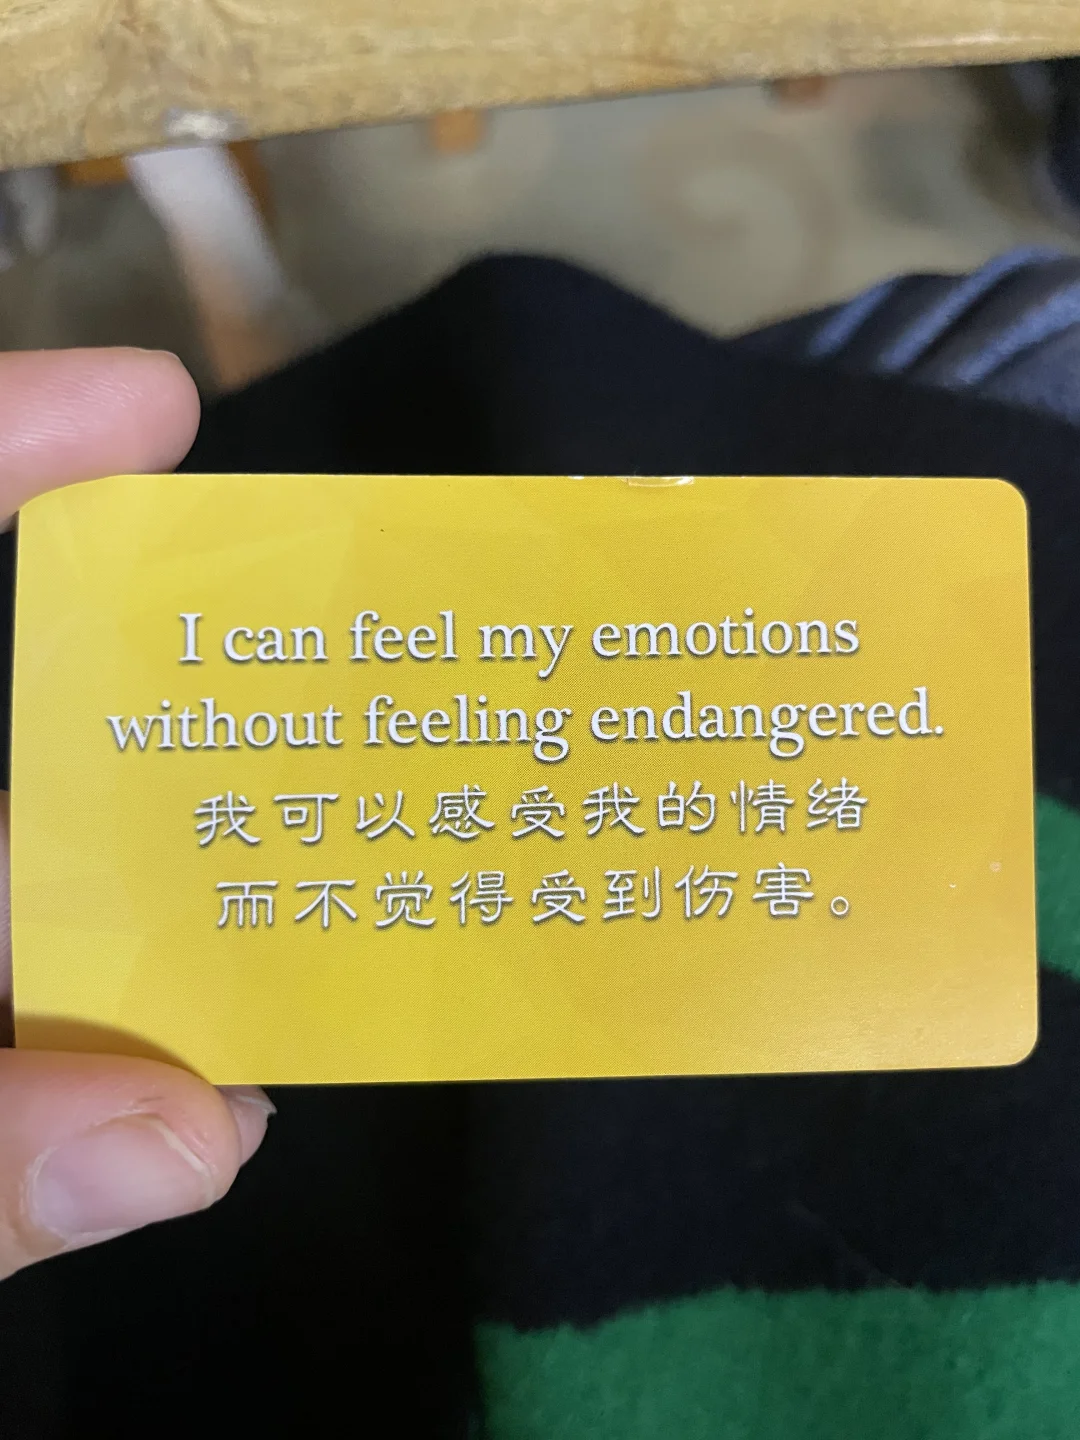 I can feel my emotions
without feeling endangered.
我可以感受我的情绪
而不觉得受到伤害。